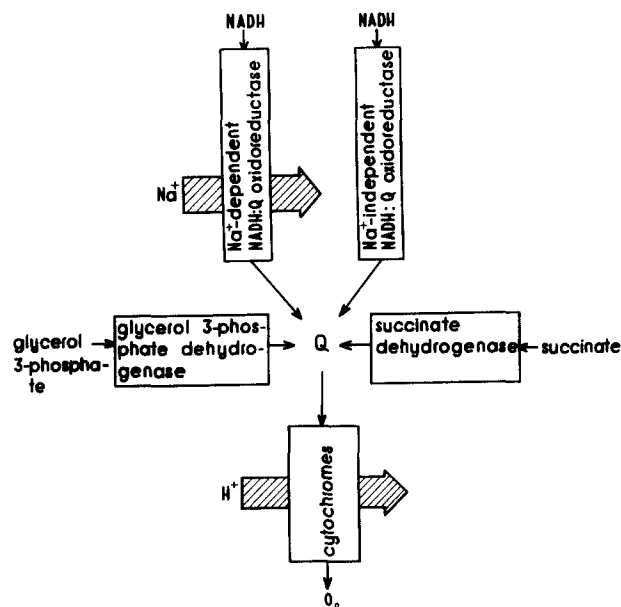 NADH
NADH
Na⁺-dependent
NADH:Q oxidoreductase
Na⁺-independent
NADH:Q oxidoreductase
Na⁺
glycerol
3-phospha-
te
glycerol 3-phos-
phate dehydro-
genase
Q
succinate
dehydrogenase
succinate
H⁺
cytochromes
O₂